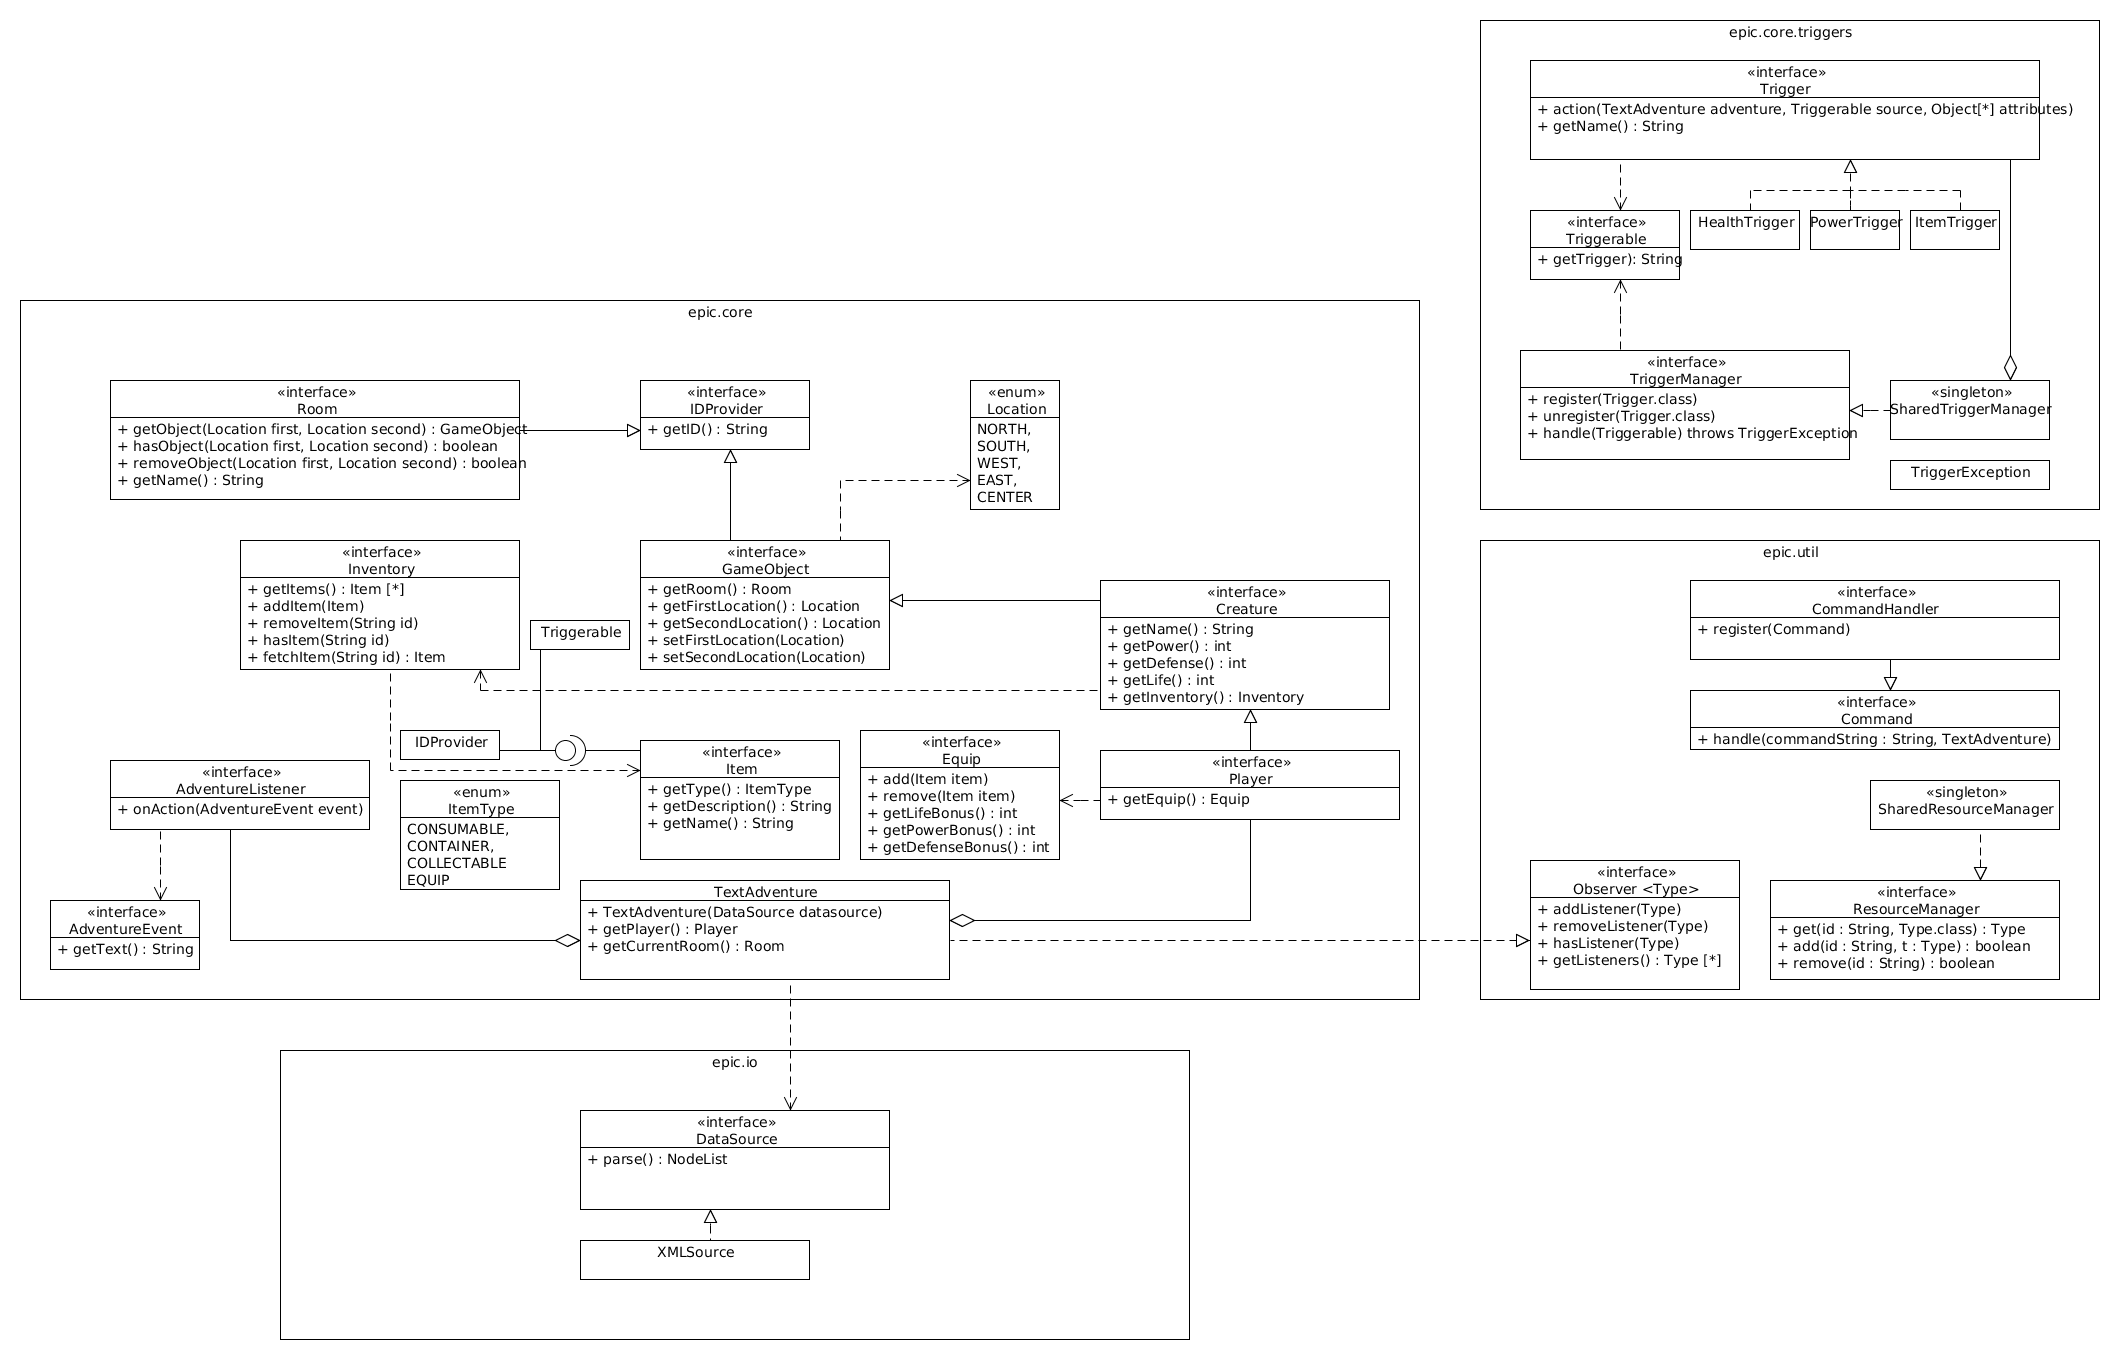 epic.core.triggers
«interface»
Trigger
+ action(TextAdventure adventure, Triggerable source, Object[*] attributes)
+ getName() : String
«interface»
Triggerable
+ getTrigger): String
HealthTrigger
PowerTrigger
ItemTrigger
«interface»
TriggerManager
+ register(Trigger.class)
+ unregister(Trigger.class)
+ handle(Triggerable) throws TriggerException
«singleton»
SharedTriggerManager
TriggerException
epic.core
«interface»
Room
+ getObject(Location first, Location second) : GameObject
+ hasObject(Location first, Location second) : boolean
+ removeObject(Location first, Location second) : boolean
+ getName() : String
«interface»
IDProvider
+ getID() : String
«enum»
Location
NORTH,
SOUTH,
WEST,
EAST,
CENTER
«interface»
Inventory
+ getItems() : Item [*]
+ addItem(Item)
+ removeItem(String id)
+ hasItem(String id)
+ fetchItem(String id) : Item
Triggerable
«interface»
GameObject
+ getRoom() : Room
+ getFirstLocation() : Location
+ getSecondLocation() : Location
+ setFirstLocation(Location)
+ setSecondLocation(Location)
«interface»
Creature
+ getName() : String
+ getPower() : int
+ getDefense() : int
+ getLife() : int
+ getInventory() : Inventory
IDProvider
«interface»
Item
+ getType() : ItemType
+ getDescription() : String
+ getName() : String
«interface»
Equip
+ add(Item item)
+ remove(Item item)
+ getLifeBonus() : int
+ getPowerBonus() : int
+ getDefenseBonus() : int
«interface»
Player
+ getEquip() : Equip
«interface»
AdventureListener
+ onAction(AdventureEvent event)
«enum»
ItemType
CONSUMABLE,
CONTAINER,
COLLECTABLE
EQUIP
«interface»
AdventureEvent
+ getText() : String
TextAdventure
+ TextAdventure(DataSource datasource)
+ getPlayer() : Player
+ getCurrentRoom() : Room
epic.util
«interface»
CommandHandler
+ register(Command)
«interface»
Command
+ handle(commandString : String, TextAdventure)
«singleton»
SharedResourceManager
«interface»
Observer <Type>
+ addListener(Type)
+ removeListener(Type)
+ hasListener(Type)
+ getListeners() : Type [*]
«interface»
ResourceManager
+ get(id : String, Type.class) : Type
+ add(id : String, t : Type) : boolean
+ remove(id : String) : boolean
epic.io
«interface»
DataSource
+ parse() : NodeList
XMLSource